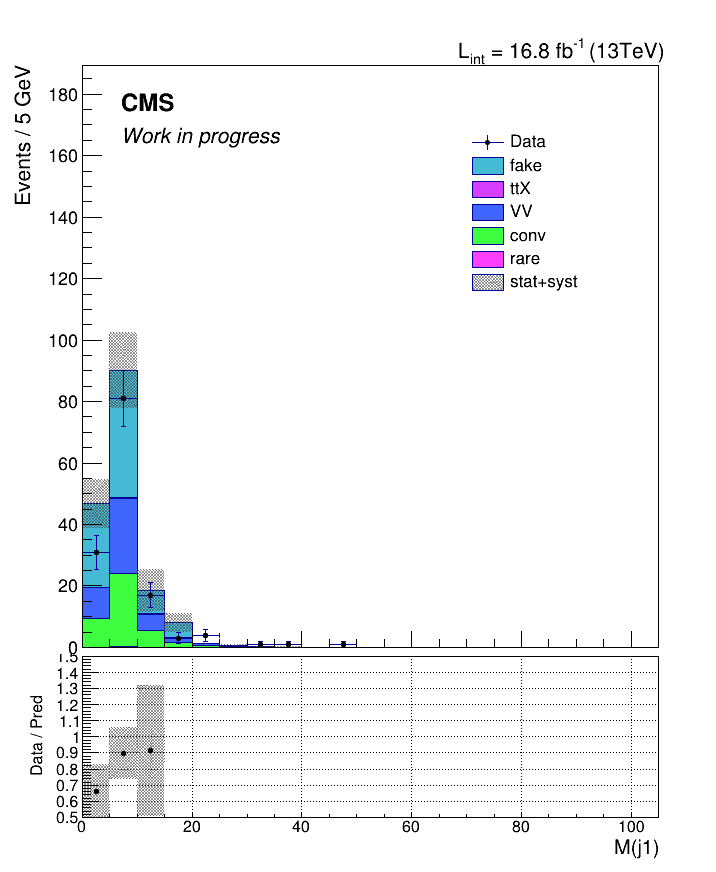 L_int = 16.8 fb^-1 (13TeV)
Events / 5 GeV
CMS
Work in progress
Data
fake
ttX
VV
conv
rare
stat+syst
180
160
140
120
100
80
60
40
20
0
Data / Pred
1.5
1.4
1.3
1.2
1.1
1
0.9
0.8
0.7
0.6
0.5
0 20 40 60 80 100
M(j1)